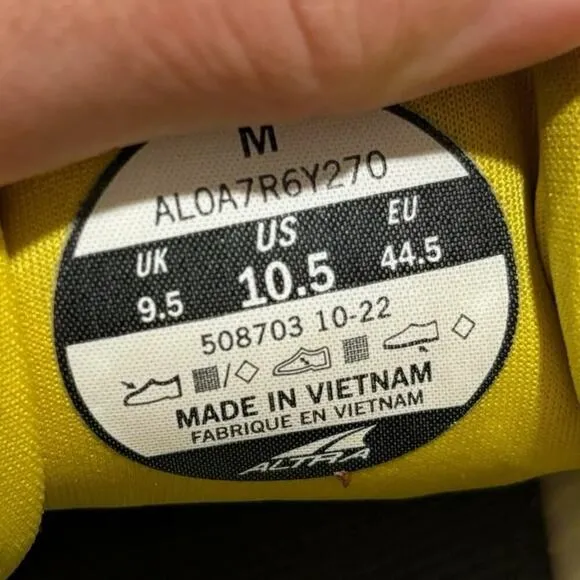 M
AL0A7R6Y270
UK US EU
9.5 10.5 44.5
508703 10-22
MADE IN VIETNAM
FABRIQUE EN VIETNAM
ALTRA